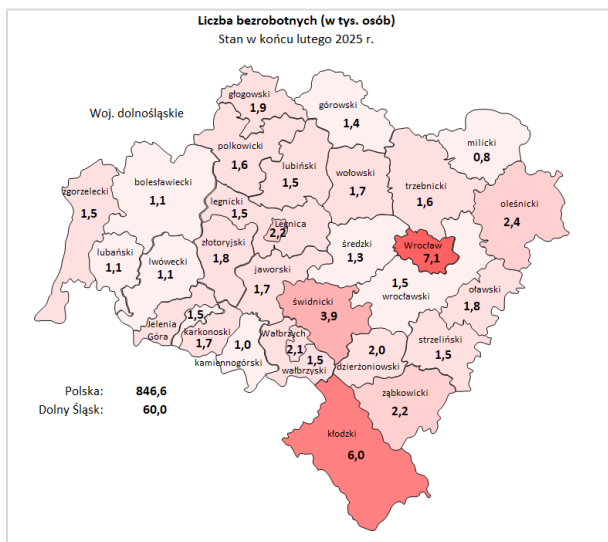 Liczba bezrobotnych (w tys. osób)
Stan w końcu lutego 2025 r.
Woj. dolnośląskie
głogowski
1,9
górowski
1,4
milicki
0,8
polkowicki
1,6
lubiński
1,5
wołowski
1,7
trzebnicki
1,6
oleśnicki
2,4
zgorzelecki
1,5
bolesławiecki
1,1
legnicki
1,5
Legnica
2,2
złotoryjski
1,8
średzki
1,3
Wrocław
7,1
lubański
1,1
lwówecki
1,1
jaworski
1,7
1,5
wrocławski
oławski
1,8
świdnicki
3,9
Jelenia
Góra
1,5
karkonoski
1,7
1,0
kamiennogórski
Wałbrzych
2,1
1,5
wałbrzyski
2,0
dzierżoniowski
strzeliński
1,5
ząbkowicki
2,2
kłodzki
6,0
Polska: 846,6
Dolny Śląsk: 60,0